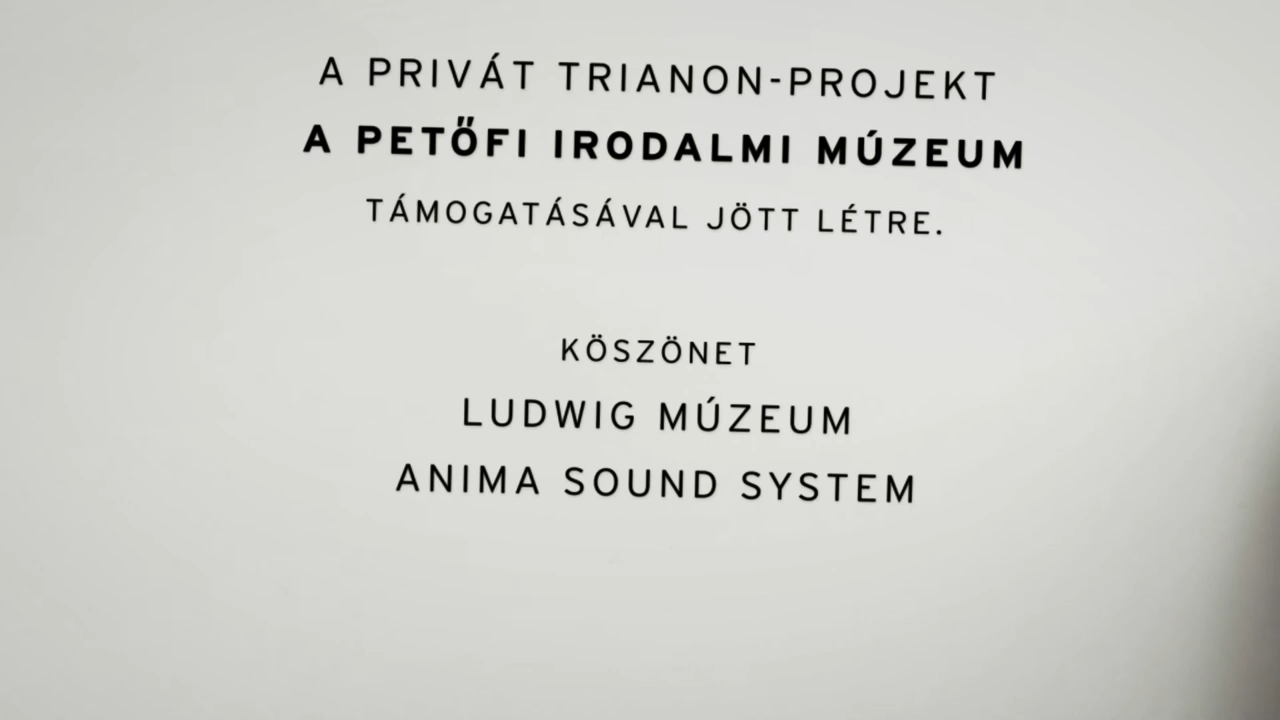 A PRIVÁT TRIANON-PROJEKT
A PETŐFI IRODALMI MÚZEUM
TÁMOGATÁSÁVAL JÖTT LÉTRE.
KÖSZÖNET
LUDWIG MÚZEUM
ANIMA SOUND SYSTEM